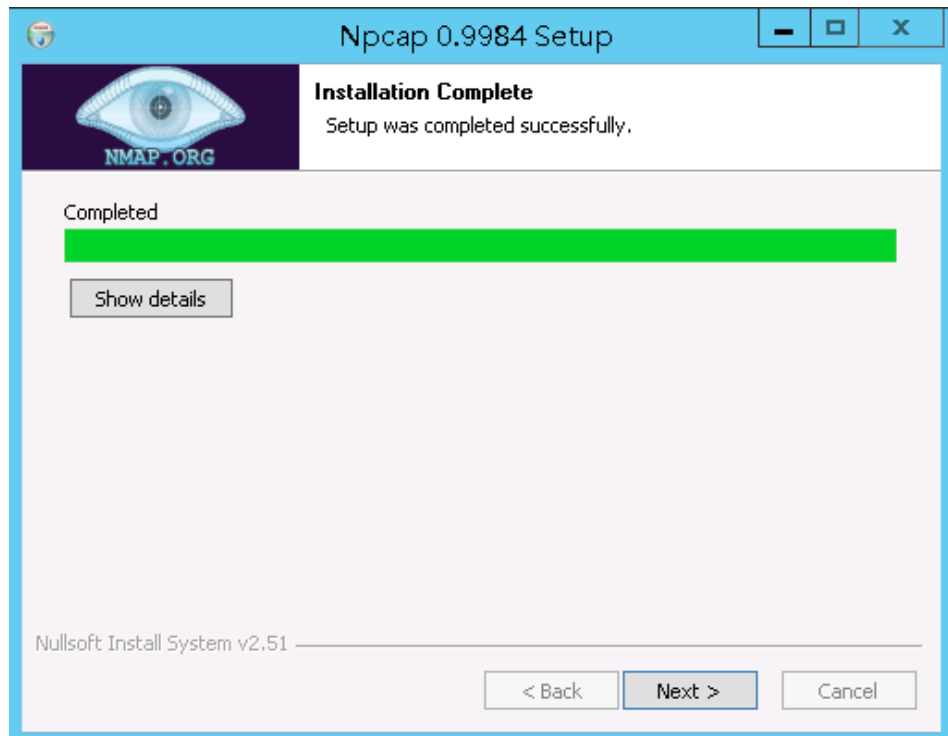 Npcap 0.9984 Setup
X
NMAP.ORG
Installation Complete
Setup was completed successfully.
Completed
Show details
Nullsoft Install System v2.51
< Back
Next >
Cancel